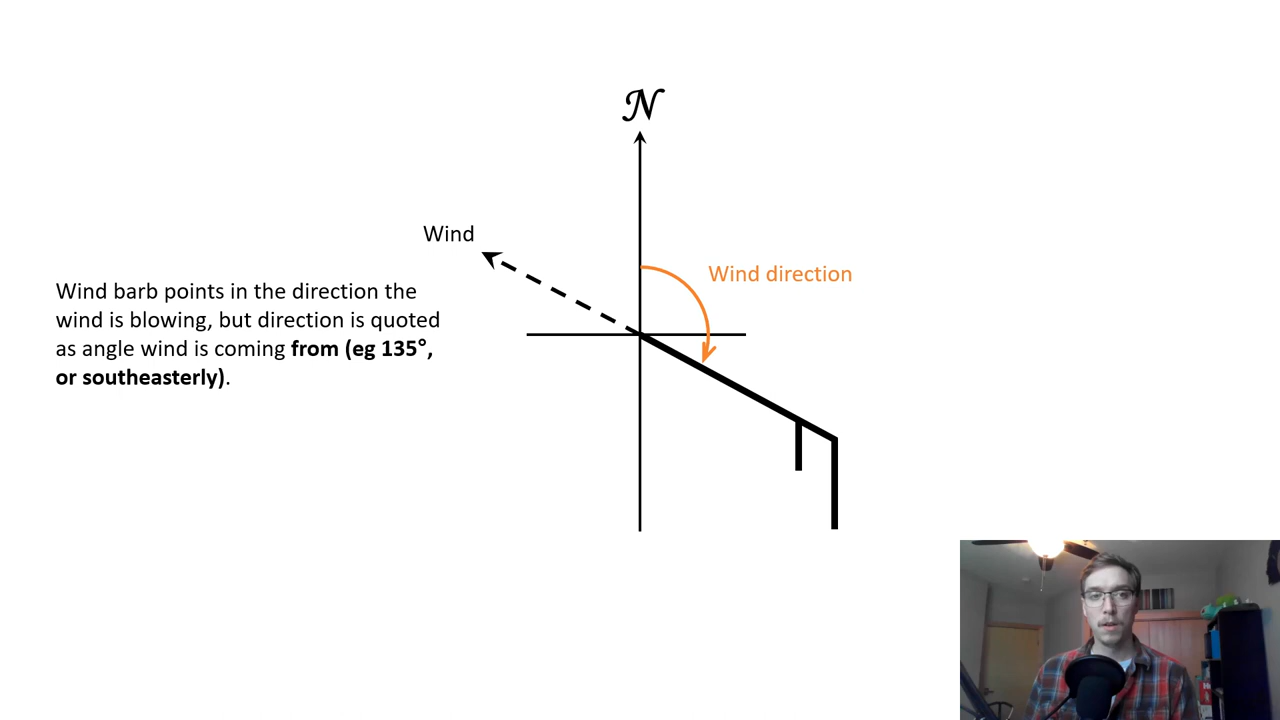 N
Wind
Wind direction
Wind barb points in the direction the
wind is blowing, but direction is quoted
as angle wind is coming from (eg 135°,
or southeasterly).